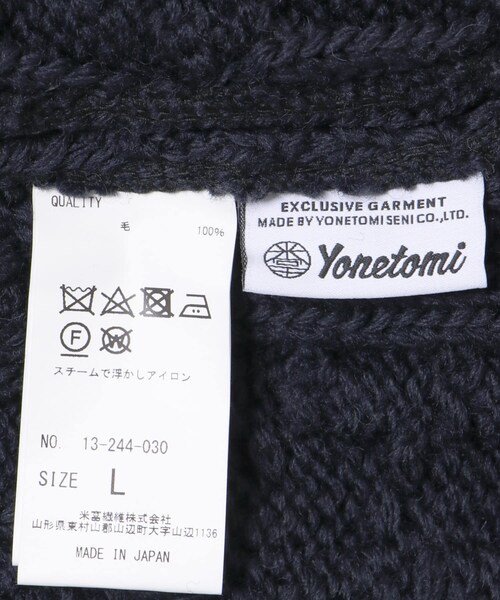 QUALITY
毛 100%
F W
スチームで浮かしアイロン
NO. 13-244-030
SIZE L
米富繊維株式会社
山形県東村山郡山辺町大字山辺1136
MADE IN JAPAN
EXCLUSIVE GARMENT
MADE BY YONETOMI SENI CO., LTD.
Yonetomi